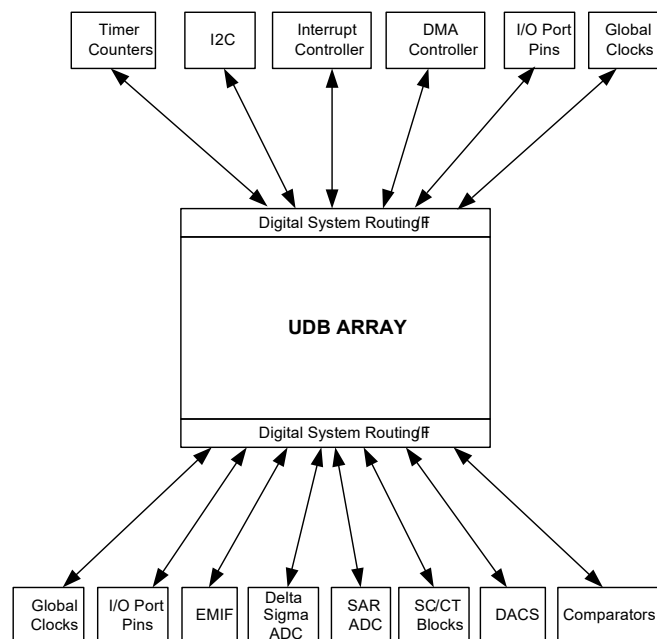 Timer
Counters
I2C
Interrupt
Controller
DMA
Controller
I/O Port
Pins
Global
Clocks
Digital System Routing I/F
UDB ARRAY
Digital System Routing I/F
Global
Clocks
I/O Port
Pins
EMIF
Delta
Sigma
ADC
SAR
ADC
SC/CT
Blocks
DACS
Comparators